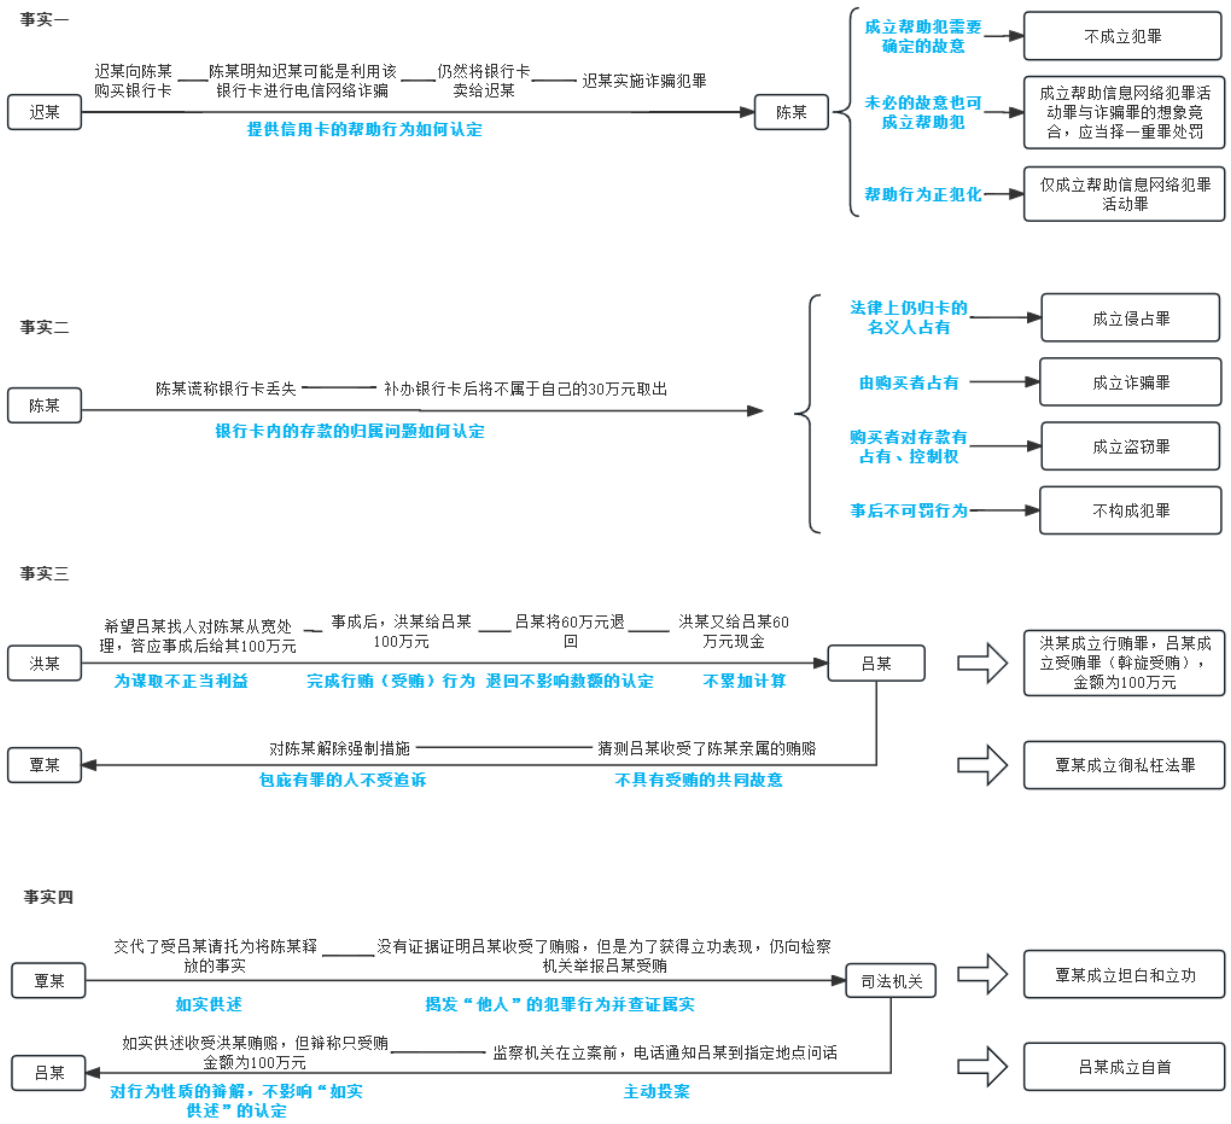 事实一
迟某
迟某向陈某
购买银行卡
陈某明知迟某可能是利用该
银行卡进行电信网络诈骗
仍然将银行卡
卖给迟某
迟某实施诈骗犯罪
提供信用卡的帮助行为如何认定
陈某
成立帮助犯需要
确定的故意
不成立犯罪
未必的故意也可
成立帮助犯
成立帮助信息网络犯罪活
动罪与诈骗罪的想象竞
合，应当择一重罪处罚
帮助行为正犯化
仅成立帮助信息网络犯罪
活动罪
事实二
陈某
陈某谎称银行卡丢失
补办银行卡后将不属于自己的30万元取出
银行卡内的存款的归属问题如何认定
法律上仍归卡的
名义人占有
成立侵占罪
由购买者占有
成立诈骗罪
购买者对存款有
占有、控制权
成立盗窃罪
事后不可罚行为
不构成犯罪
事实三
洪某
希望吕某找人对陈某从宽处
理，答应事成后给其100万元
事成后，洪某给吕某
100万元
吕某将60万元退
回
洪某又给吕某60
万元现金
为谋取不正当利益
完成行贿（受贿）行为
退回不影响数额的认定
不累加计算
吕某
洪某成立行贿罪，吕某成
立受贿罪（斡旋受贿），
金额为100万元
覃某
对陈某解除强制措施
猜测吕某收受了陈某亲属的贿赂
包庇有罪的人不受追诉
不具有受贿的共同故意
覃某成立徇私枉法罪
事实四
覃某
交代了受吕某请托为将陈某释
放的事实
没有证据证明吕某收受了贿赂，但是为了获得立功表现，仍向检察
机关举报吕某受贿
如实供述
揭发“他人”的犯罪行为并查证属实
司法机关
覃某成立坦白和立功
吕某
如实供述收受洪某贿赂，但辩称只受贿
金额为100万元
监察机关在立案前，电话通知吕某到指定地点问话
对行为性质的辩解，不影响“如实
供述”的认定
主动投案
吕某成立自首